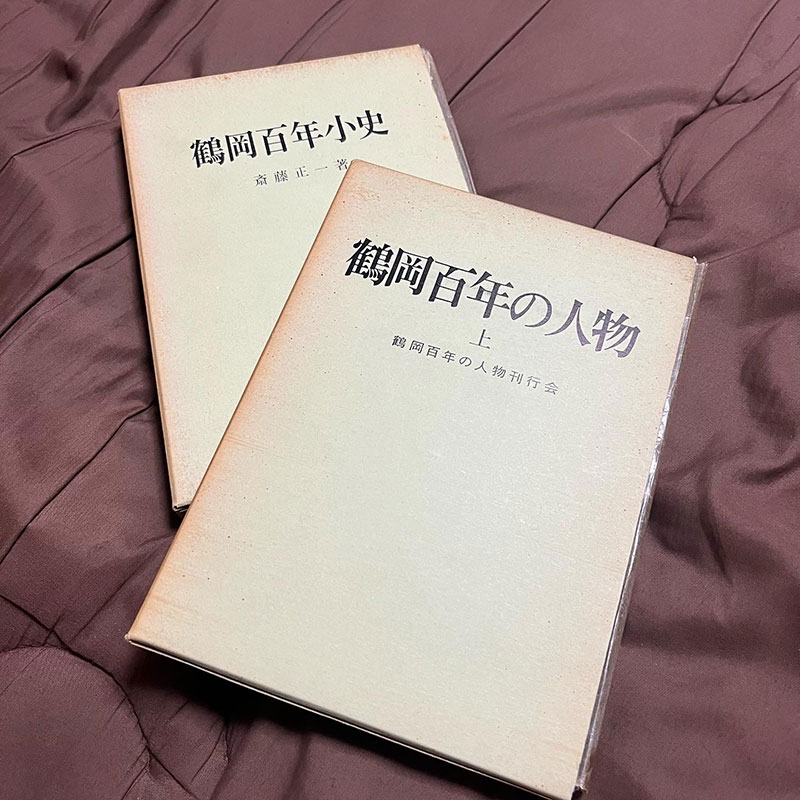 鶴岡百年小史
斎藤正一著
鶴岡百年の人物
上
鶴岡百年の人物刊行会